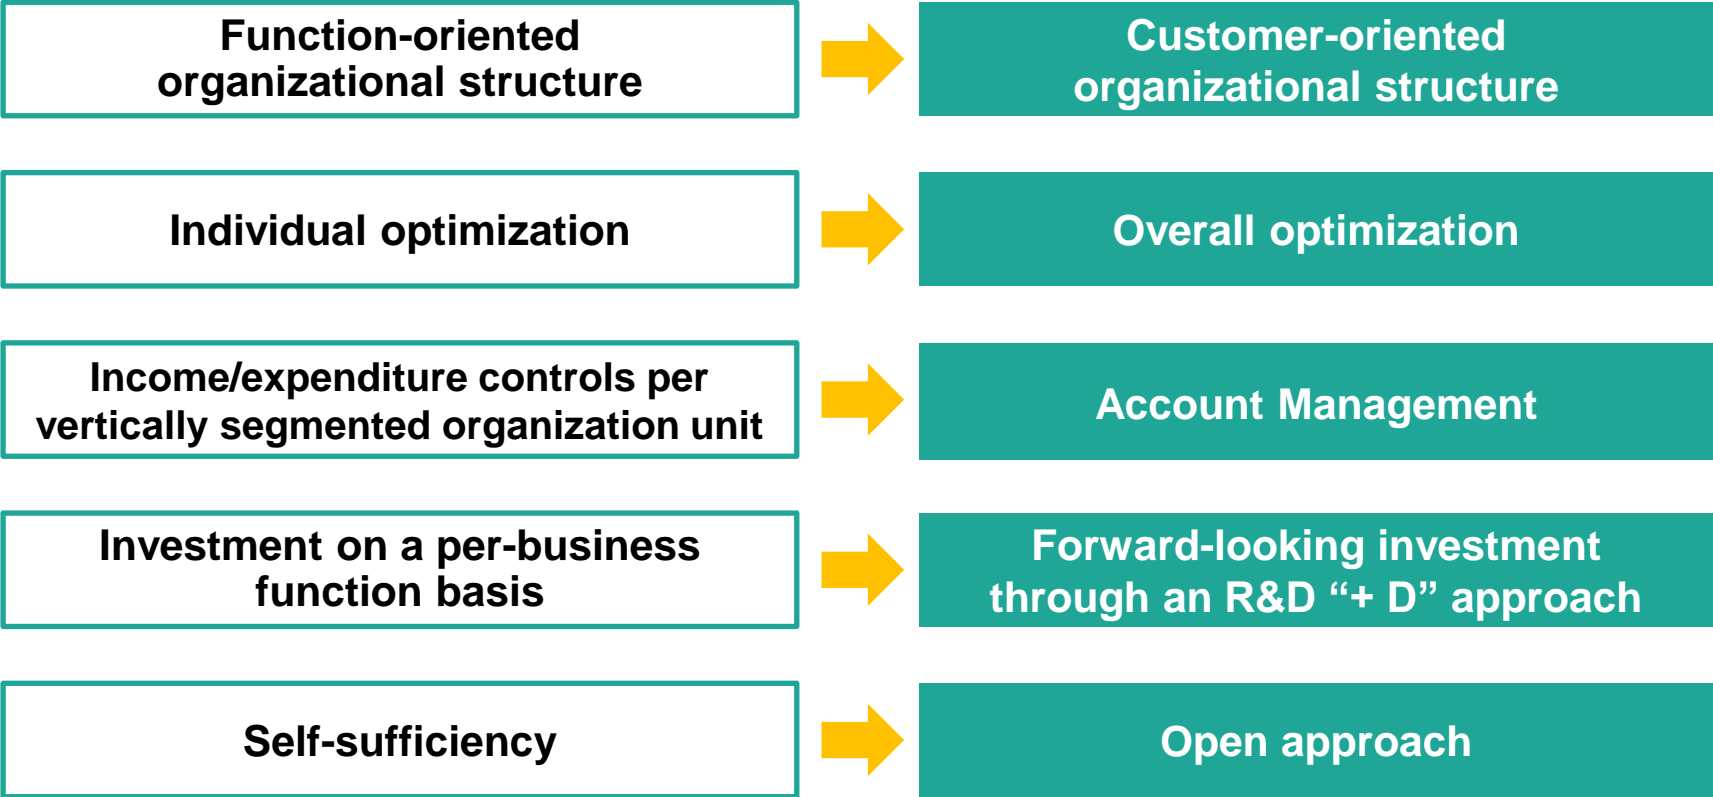 Function-oriented
organizational structure
Customer-oriented
organizational structure
Individual optimization
Overall optimization
Income/expenditure controls per
vertically segmented organization unit
Account Management
Investment on a per-business
function basis
Forward-looking investment
through an R&D “+ D” approach
Self-sufficiency
Open approach